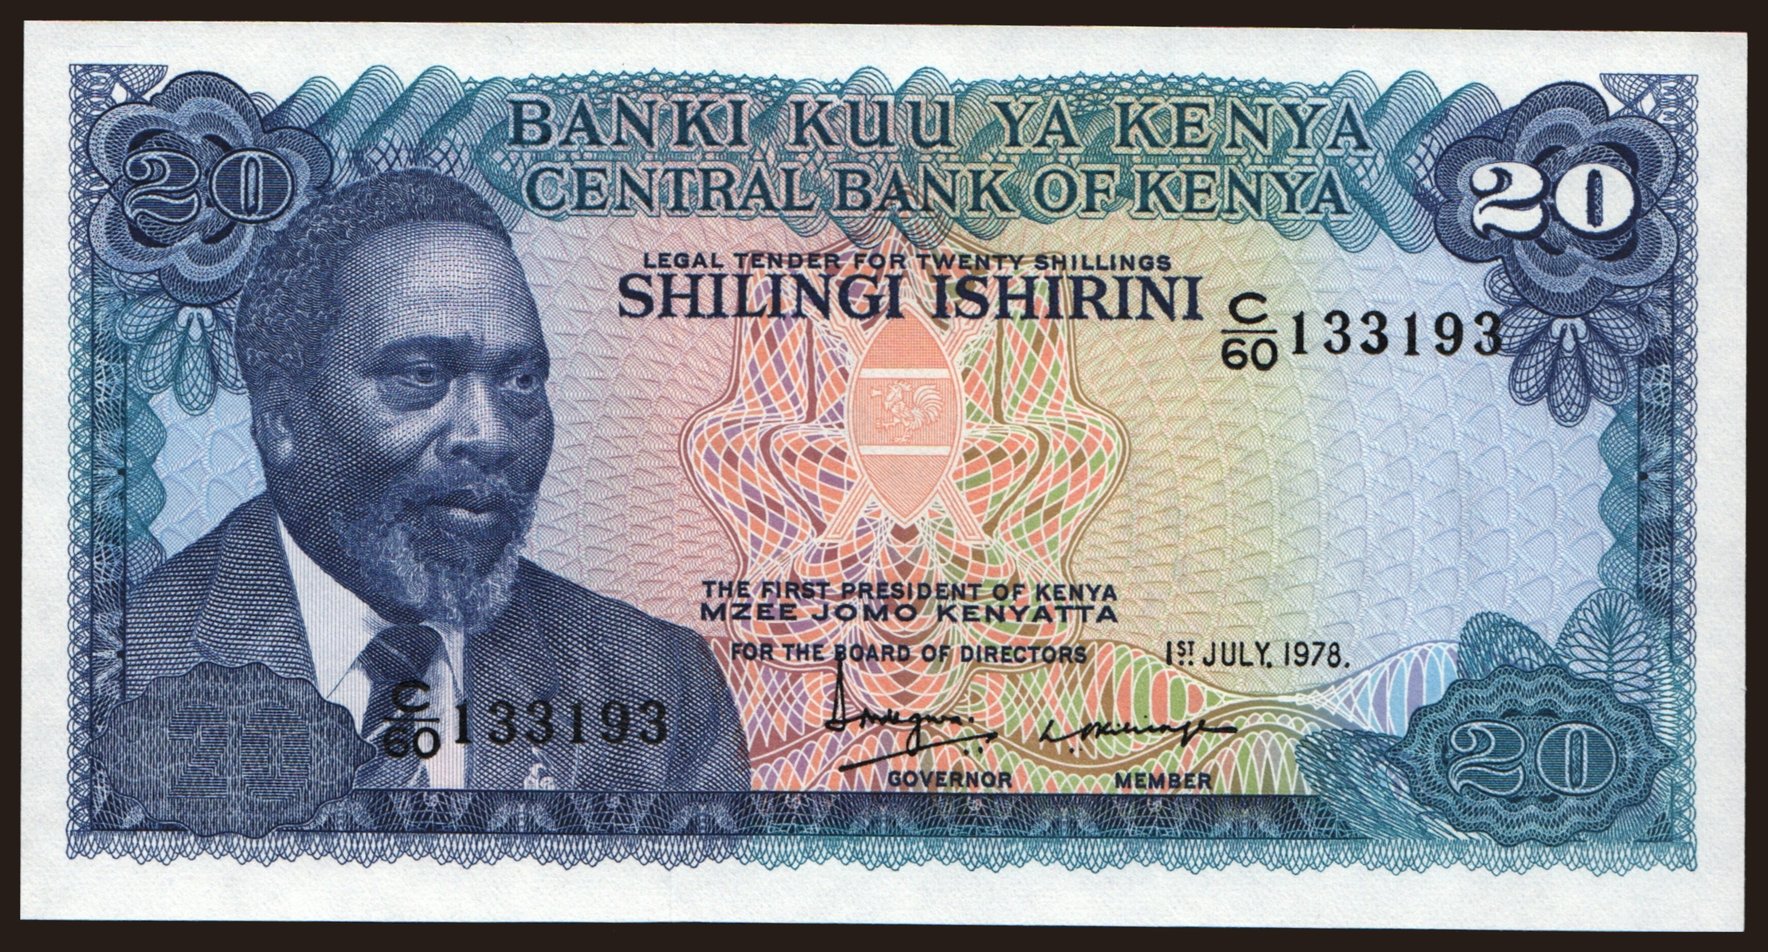 BANKI KUU YA KENYA
CENTRAL BANK OF KENYA
20
20
LEGAL TENDER FOR TWENTY SHILLINGS
SHILINGI ISHIRINI
C/60 133193
THE FIRST PRESIDENT OF KENYA
MZEE JOMO KENYATTA
FOR THE BOARD OF DIRECTORS
1ST JULY, 1978.
C/60 133193
GOVERNOR
MEMBER
20
20